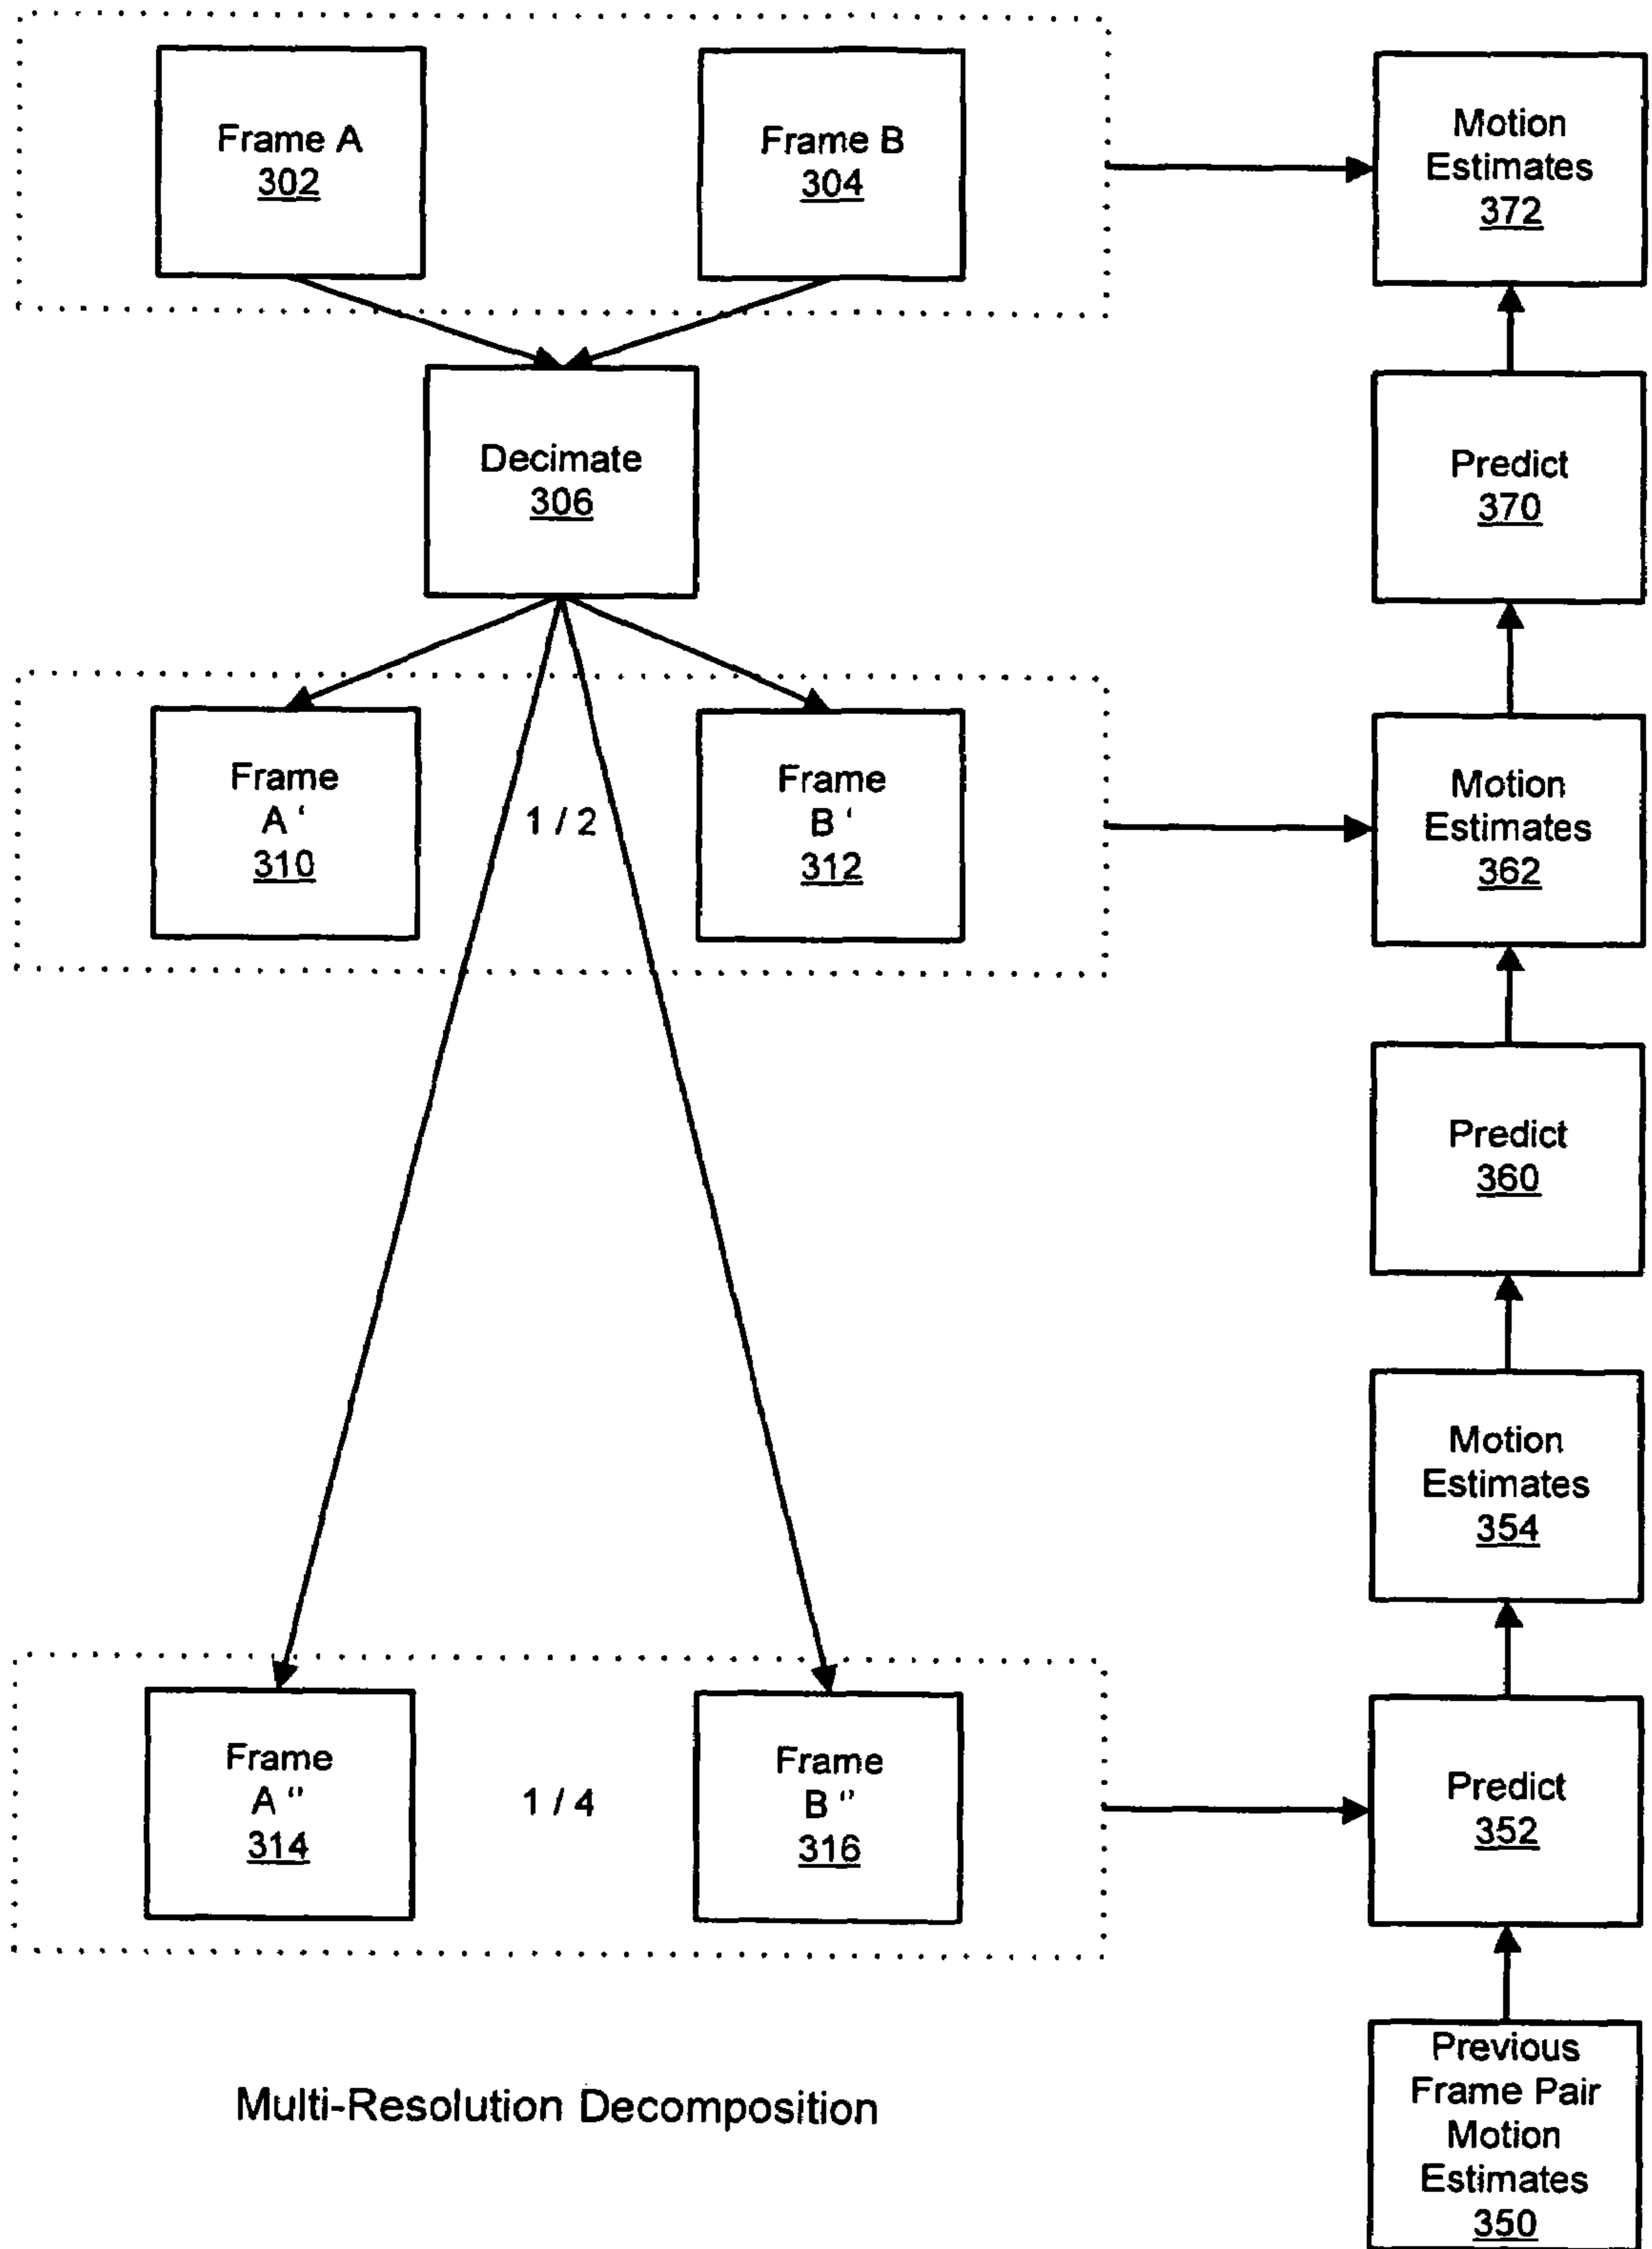 Frame A
302
Frame B
304
Motion
Estimates
372
Decimate
306
Predict
370
Frame
A '
310
1 / 2
Frame
B '
312
Motion
Estimates
362
Predict
360
Motion
Estimates
354
Frame
A "
314
1 / 4
Frame
B "
316
Predict
352
Previous
Frame Pair
Motion
Estimates
350
Multi-Resolution Decomposition